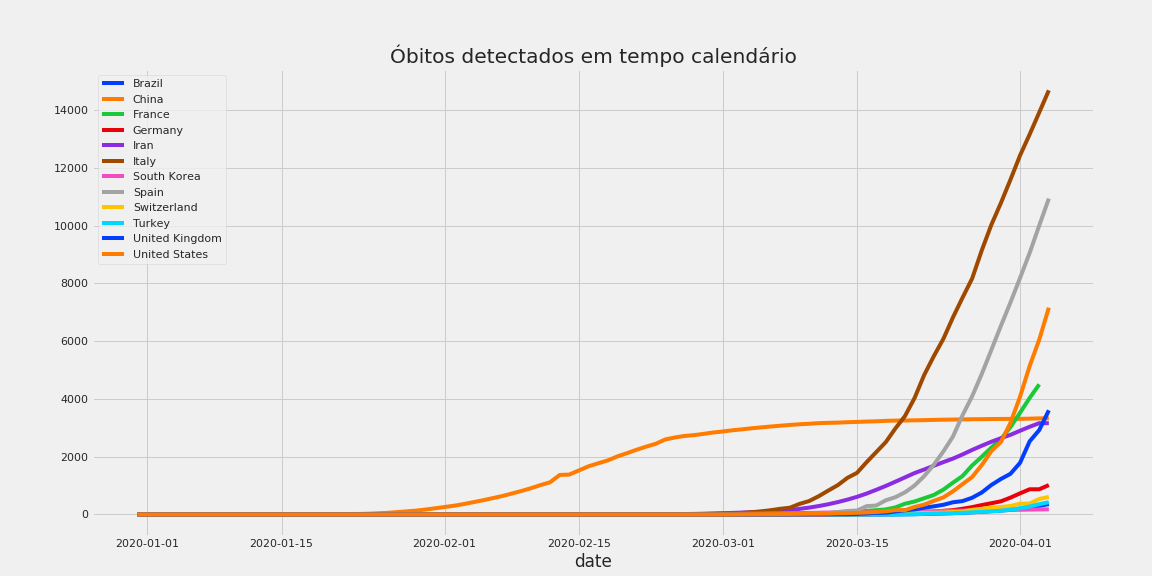 Óbitos detectados em tempo calendário
Brazil
China
France
Germany
Iran
Italy
South Korea
Spain
Switzerland
Turkey
United Kingdom
United States
14000
12000
10000
8000
6000
4000
2000
0
2020-01-01 2020-01-15 2020-02-01 2020-02-15 2020-03-01 2020-03-15 2020-04-01
date